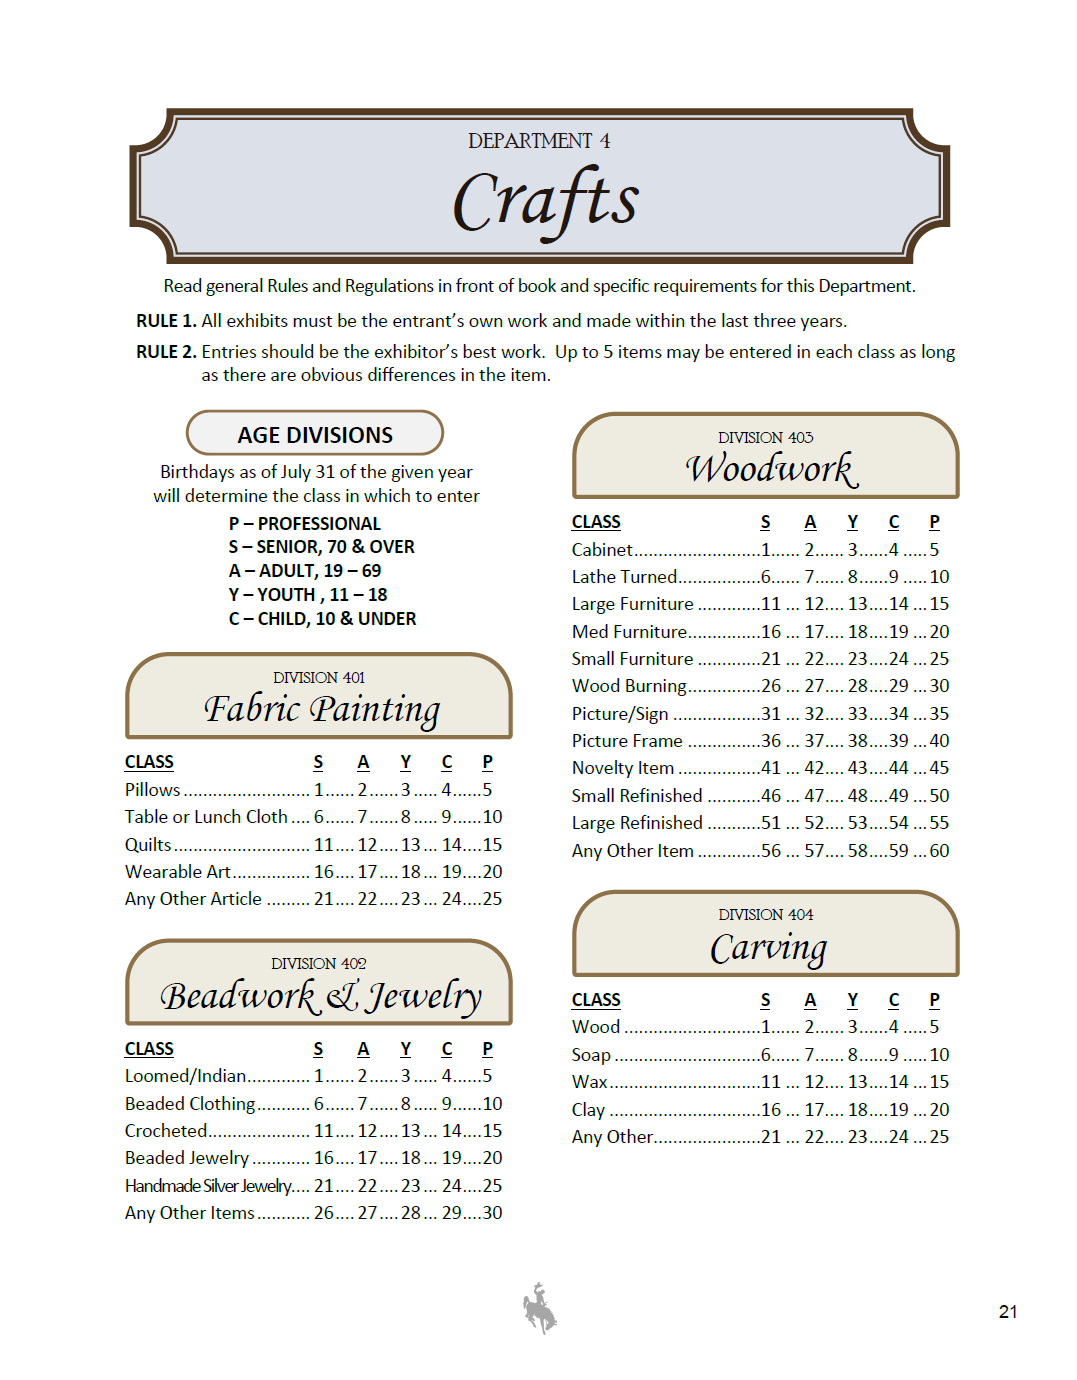 DEPARTMENT 4
Crafts
Read general Rules and Regulations in front of book and specific requirements for this Department.
RULE 1. All exhibits must be the entrant's own work and made within the last three years.
RULE 2. Entries should be the exhibitor's best work.  Up to 5 items may be entered in each class as long
as there are obvious differences in the item.
AGE DIVISIONS
Birthdays as of July 31 of the given year
will determine the class in which to enter
P – PROFESSIONAL
S – SENIOR, 70 & OVER
A – ADULT, 19 – 69
Y – YOUTH , 11 – 18
C – CHILD, 10 & UNDER
DIVISION 401
Fabric Painting
CLASS S A Y C P
Pillows .......................... 1...... 2...... 3..... 4......5
Table or Lunch Cloth .... 6...... 7...... 8..... 9......10
Quilts............................ 11.... 12.... 13... 14....15
Wearable Art................ 16.... 17.... 18... 19....20
Any Other Article ......... 21.... 22.... 23... 24....25
DIVISION 402
Beadwork & Jewelry
CLASS S A Y C P
Loomed/Indian............. 1...... 2...... 3..... 4......5
Beaded Clothing........... 6...... 7...... 8..... 9......10
Crocheted..................... 11.... 12.... 13... 14....15
Beaded Jewelry ............ 16.... 17.... 18... 19....20
Handmade Silver Jewelry.... 21.... 22.... 23... 24....25
Any Other Items........... 26.... 27.... 28... 29....30
DIVISION 403
Woodwork
CLASS S A Y C P
Cabinet..........................1...... 2...... 3......4 ..... 5
Lathe Turned.................6...... 7...... 8......9 ..... 10
Large Furniture .............11 ... 12.... 13....14 ... 15
Med Furniture...............16 ... 17.... 18....19 ... 20
Small Furniture .............21 ... 22.... 23....24 ... 25
Wood Burning...............26 ... 27.... 28....29 ... 30
Picture/Sign ..................31 ... 32.... 33....34 ... 35
Picture Frame ...............36 ... 37.... 38....39 ... 40
Novelty Item .................41 ... 42.... 43....44 ... 45
Small Refinished ...........46 ... 47.... 48....49 ... 50
Large Refinished ...........51 ... 52.... 53....54 ... 55
Any Other Item .............56 ... 57.... 58....59 ... 60
DIVISION 404
Carving
CLASS S A Y C P
Wood ............................1...... 2...... 3......4 ..... 5
Soap ..............................6...... 7...... 8......9 ..... 10
Wax...............................11 ... 12.... 13....14 ... 15
Clay ...............................16 ... 17.... 18....19 ... 20
Any Other......................21 ... 22.... 23....24 ... 25
21